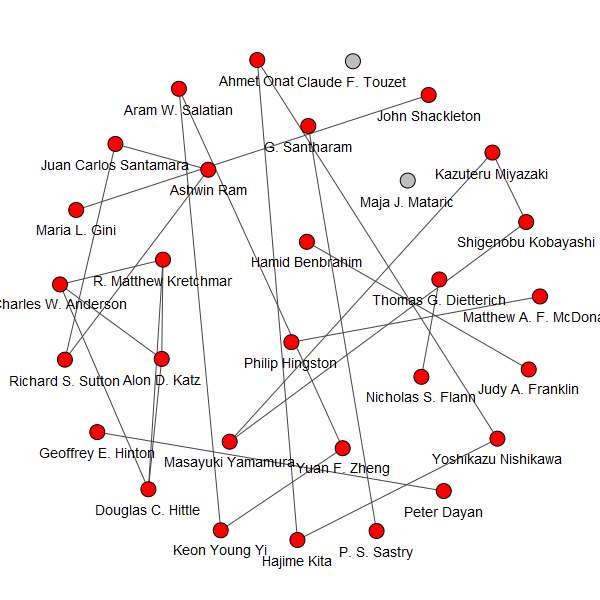 Ahmet Onat
Claude F. Touzet
Aram W. Salatian
John Shackleton
G. Santharam
Juan Carlos Santamara
Kazuteru Miyazaki
Ashwin Ram
Maja J. Mataric
Maria L. Gini
Shigenobu Kobayashi
Hamid Benbrahim
R. Matthew Kretchmar
Charles W. Anderson
Thomas G. Dietterich
Matthew A. F. McDona
Philip Hingston
Richard S. Sutton
Alon D. Katz
Judy A. Franklin
Nicholas S. Flann
Geoffrey E. Hinton
Masayuki Yamamura
Yuan F. Zheng
Yoshikazu Nishikawa
Douglas C. Hittle
Peter Dayan
Keon Young Yi
Hajime Kita
P. S. Sastry